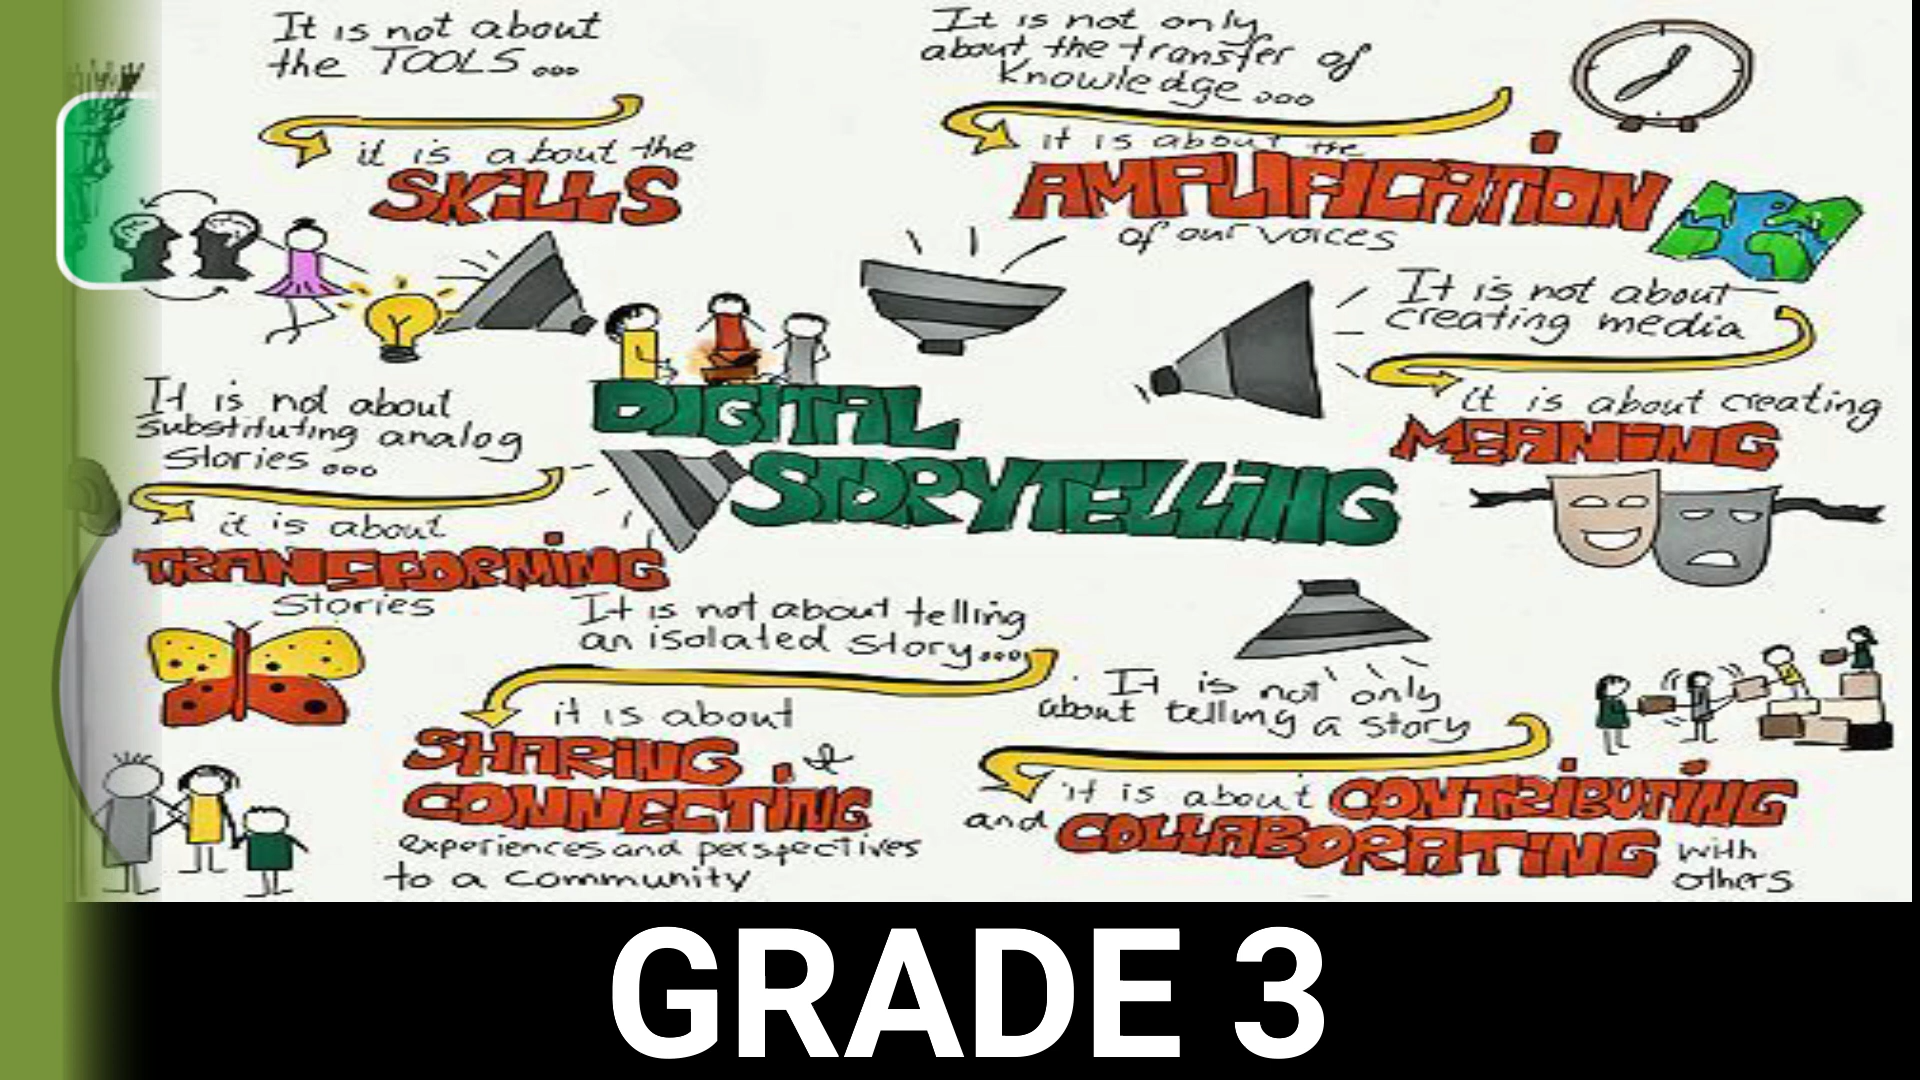 It is not about
the TOOLS...
it is about the
SKILLS
It is not only
about the transfer of
knowledge...
it is about the
AMPLIFICATION
of our voices
It is not about
creating media
it is about creating
MEANING
DIGITAL
STORYTELLING
It is not about
substituting analog
stories...
it is about
TRANSFORMING
Stories
It is not about telling
an isolated story...
it is about
SHARING &
CONNECTING
experiences and perspectives
to a community
It is not only
about telling a story
it is about CONTRIBUTING
and COLLABORATING with
others
GRADE 3